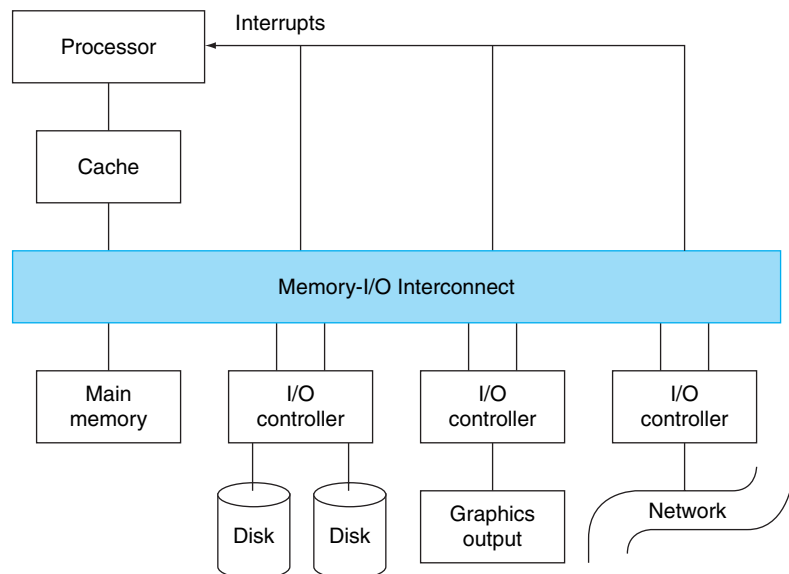 Interrupts
Processor
Cache
Memory-I/O Interconnect
Main
memory
I/O
controller
I/O
controller
I/O
controller
Disk
Disk
Graphics
output
Network